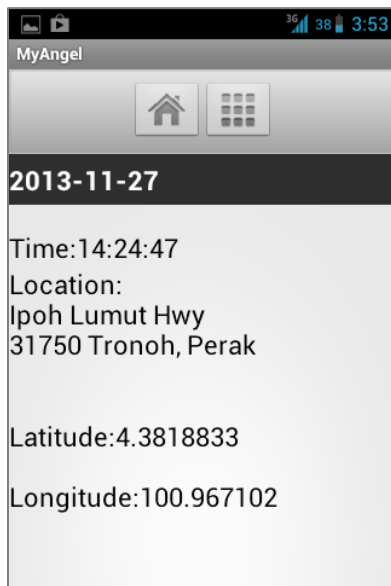 3G 38 3:53
MyAngel
2013-11-27
Time:14:24:47
Location:
Ipoh Lumut Hwy
31750 Tronoh, Perak
Latitude:4.3818833
Longitude:100.967102